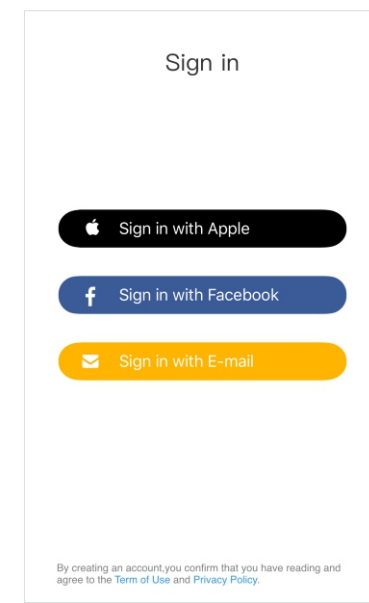 Sign in
Sign in with Apple
Sign in with Facebook
Sign in with E-mail
By creating an account,you confirm that you have reading and
agree to the Term of Use and Privacy Policy.